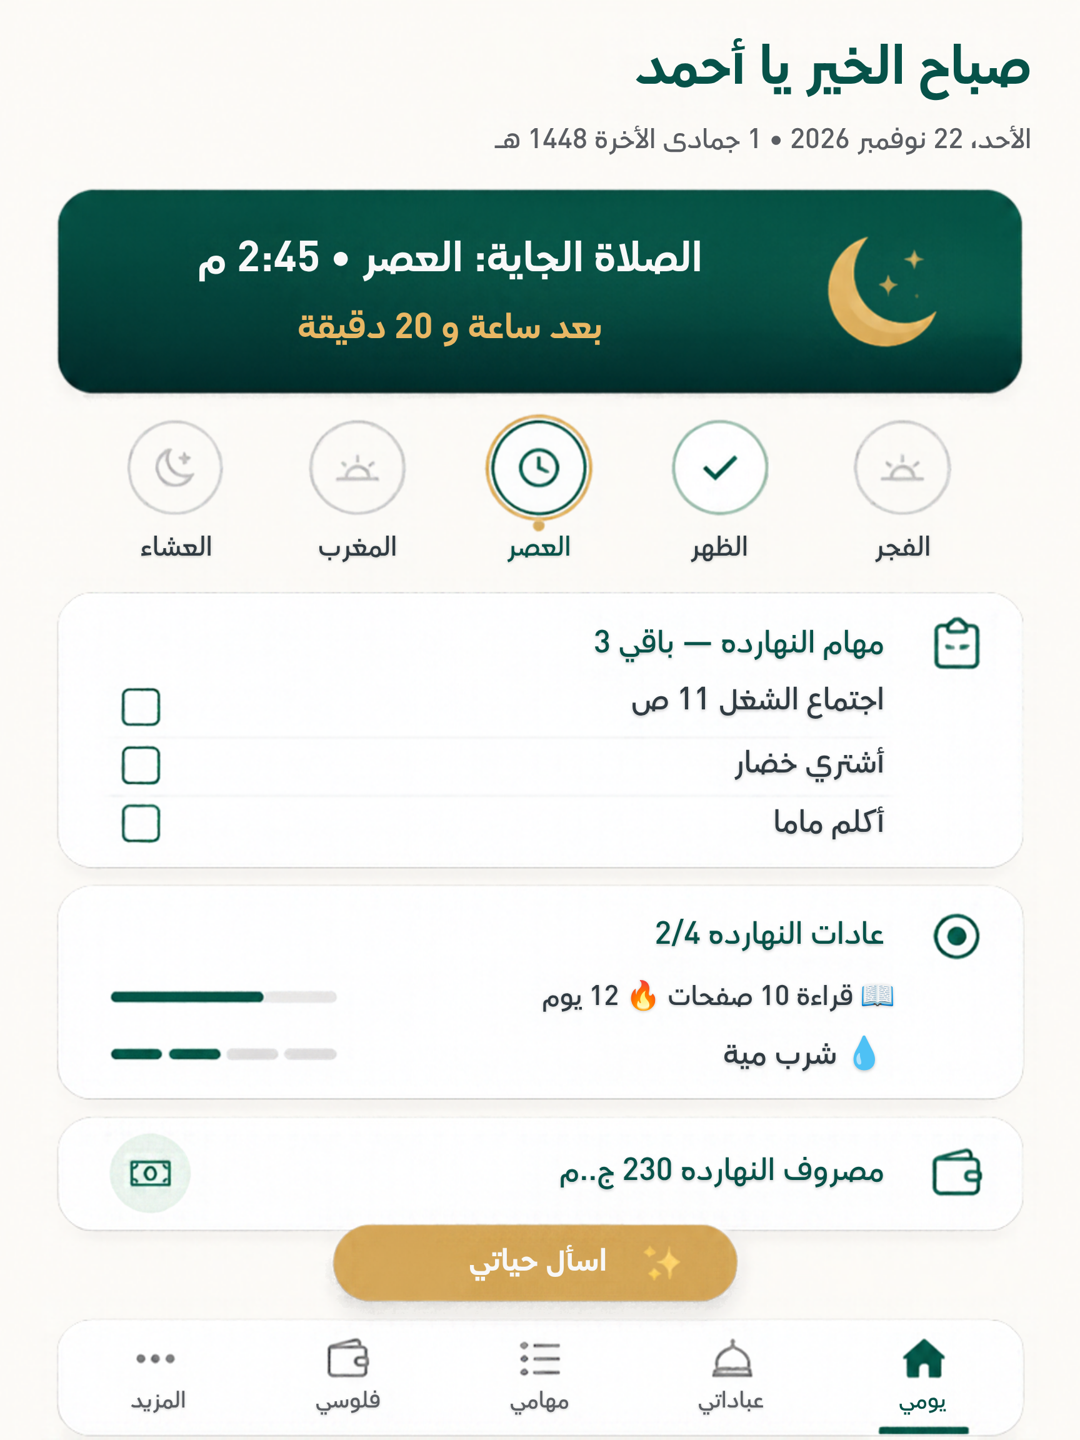 صباح الخير يا أحمد
الأحد، 22 نوفمبر 2026 • 1 جمادى الأخرة 1448 هـ
الصلاة الجاية: العصر • 2:45 م
بعد ساعة و 20 دقيقة
الفجر
الظهر
العصر
المغرب
العشاء
مهام النهارده — باقي 3
اجتماع الشغل 11 ص
أشتري خضار
أكلم ماما
عادات النهارده 2/4
📖 قراءة 10 صفحات 🔥 12 يوم
💧 شرب مية
مصروف النهارده 230 ج..م
✨ اسأل حياتي
يومي
عباداتي
مهامي
فلوسي
المزيد